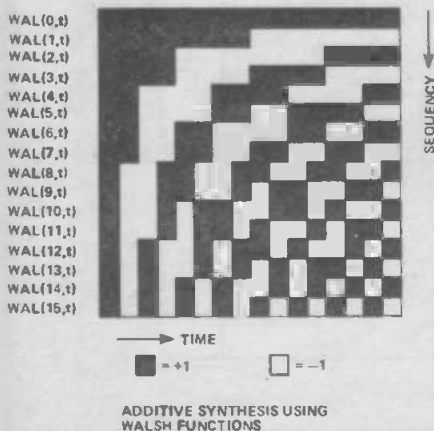 WAL(0,t)
WAL(1,t)
WAL(2,t)
WAL(3,t)
WAL(4,t)
WAL(5,t)
WAL(6,t)
WAL(7,t)
WAL(8,t)
WAL(9,t)
WAL(10,t)
WAL(11,t)
WAL(12,t)
WAL(13,t)
WAL(14,t)
WAL(15,t)
SEQUENCY
TIME
= +1
= −1
ADDITIVE SYNTHESIS USING
WALSH FUNCTIONS